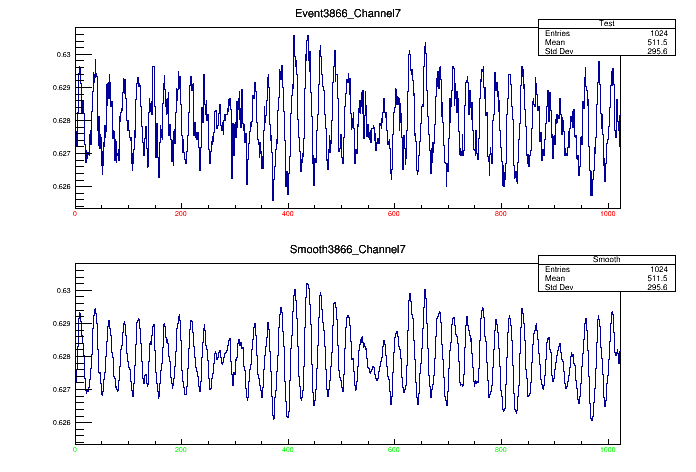 Event3866_Channel7
Test
Entries 1024
Mean 511.5
Std Dev 295.6
0.63
0.629
0.628
0.627
0.626
0 200 400 600 800 1000
Smooth3866_Channel7
Smooth
Entries 1024
Mean 511.5
Std Dev 295.6
0.63
0.629
0.628
0.627
0.626
0 200 400 600 800 1000